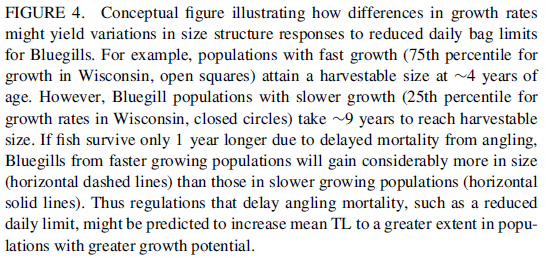 FIGURE 4. Conceptual figure illustrating how differences in growth rates
might yield variations in size structure responses to reduced daily bag limits
for Bluegills. For example, populations with fast growth (75th percentile for
growth in Wisconsin, open squares) attain a harvestable size at ~4 years of
age. However, Bluegill populations with slower growth (25th percentile for
growth rates in Wisconsin, closed circles) take ~9 years to reach harvestable
size. If fish survive only 1 year longer due to delayed mortality from angling,
Bluegills from faster growing populations will gain considerably more in size
(horizontal dashed lines) than those in slower growing populations (horizontal
solid lines). Thus regulations that delay angling mortality, such as a reduced
daily limit, might be predicted to increase mean TL to a greater extent in popu-
lations with greater growth potential.